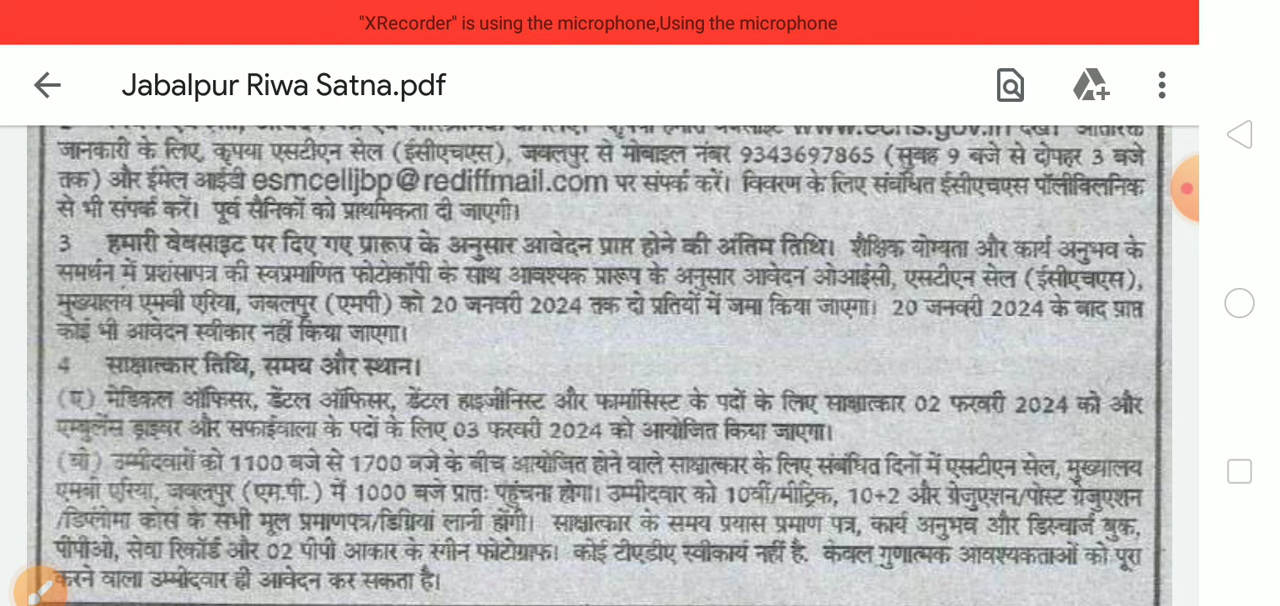 "XRecorder" is using the microphone,Using the microphone
Jabalpur Riwa Satna.pdf
www.echs.gov.in
जानकारी के लिए, कृपया एसटीएन सेल (ईसीएचएस), जबलपुर से मोबाइल नंबर 9343697865 (सुबह 9 बजे से दोपहर 3 बजे
तक) और ईमेल आईडी esmcelljbp@rediffmail.com पर संपर्क करें। विवरण के लिए संबंधित ईसीएचएस पॉलीक्लिनिक
से भी संपर्क करें। पूर्व सैनिकों को प्राथमिकता दी जाएगी।
3 हमारी वेबसाइट पर दिए गए प्रारूप के अनुसार आवेदन प्राप्त होने की अंतिम तिथि। शैक्षिक योग्यता और कार्य अनुभव के
समर्थन में प्रशंसापत्र की स्वप्रमाणित फोटोकॉपी के साथ आवश्यक प्रारूप के अनुसार आवेदन ओआईसी, एसटीएन सेल (ईसीएचएस),
मुख्यालय एमबी एरिया, जबलपुर (एमपी) को 20 जनवरी 2024 तक दो प्रतियों में जमा किया जाएगा। 20 जनवरी 2024 के बाद प्राप्त
कोई भी आवेदन स्वीकार नहीं किया जाएगा।
4 साक्षात्कार तिथि, समय और स्थान।
(ए) मेडिकल ऑफिसर, डेंटल ऑफिसर, डेंटल हाइजीनिस्ट और फार्मासिस्ट के पदों के लिए साक्षात्कार 02 फरवरी 2024 को और
एम्बुलेंस ड्राइवर और सफाईवाला के पदों के लिए 03 फरवरी 2024 को आयोजित किया जाएगा।
(बी) उम्मीदवारों को 1100 बजे से 1700 बजे के बीच आयोजित होने वाले साक्षात्कार के लिए संबंधित दिनों में एसटीएन सेल, मुख्यालय
एमबी एरिया, जबलपुर (एम.पी.) में 1000 बजे प्रातः पहुंचना होगा। उम्मीदवार को 10वीं/मीट्रिक, 10+2 और ग्रेजुएशन/पोस्ट ग्रेजुएशन
/डिप्लोमा कोर्स के सभी मूल प्रमाणपत्र/डिग्रियां लानी होंगी। साक्षात्कार के समय प्रयास प्रमाण पत्र, कार्य अनुभव और डिस्चार्ज बुक,
पीपीओ, सेवा रिकॉर्ड और 02 पीपी आकार के रंगीन फोटोग्राफ। कोई टीएडीए स्वीकार्य नहीं है. केवल गुणात्मक आवश्यकताओं को पूरा
करने वाला उम्मीदवार ही आवेदन कर सकता है।